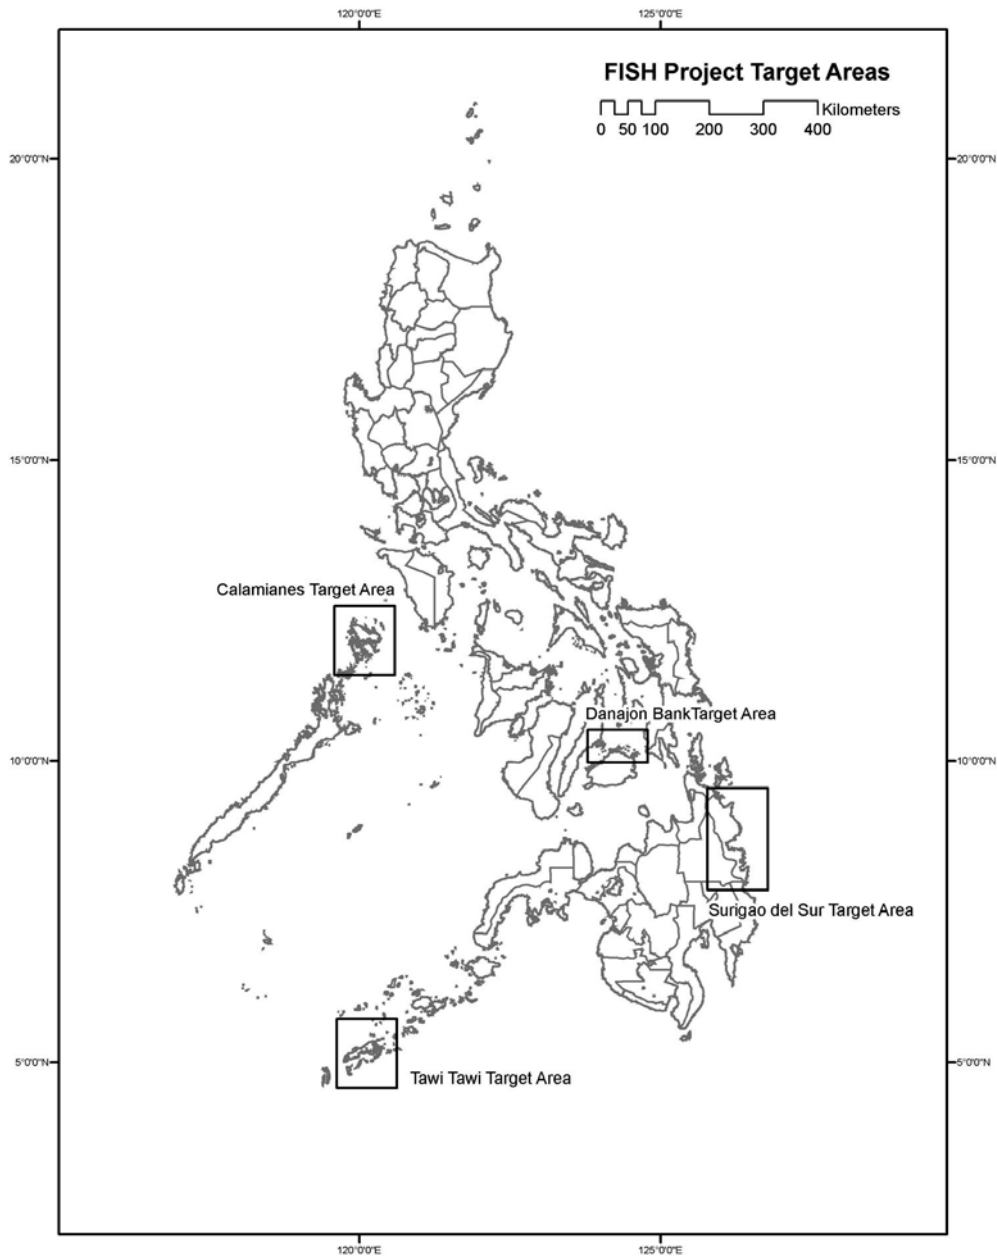 120°0'0"E 125°0'0"E
FISH Project Target Areas
Kilometers
0 50 100 200 300 400
20°0'0"N 20°0'0"N
15°0'0"N 15°0'0"N
Calamianes Target Area
Danajon BankTarget Area
10°0'0"N 10°0'0"N
Surigao del Sur Target Area
5°0'0"N 5°0'0"N
Tawi Tawi Target Area
120°0'0"E 125°0'0"E